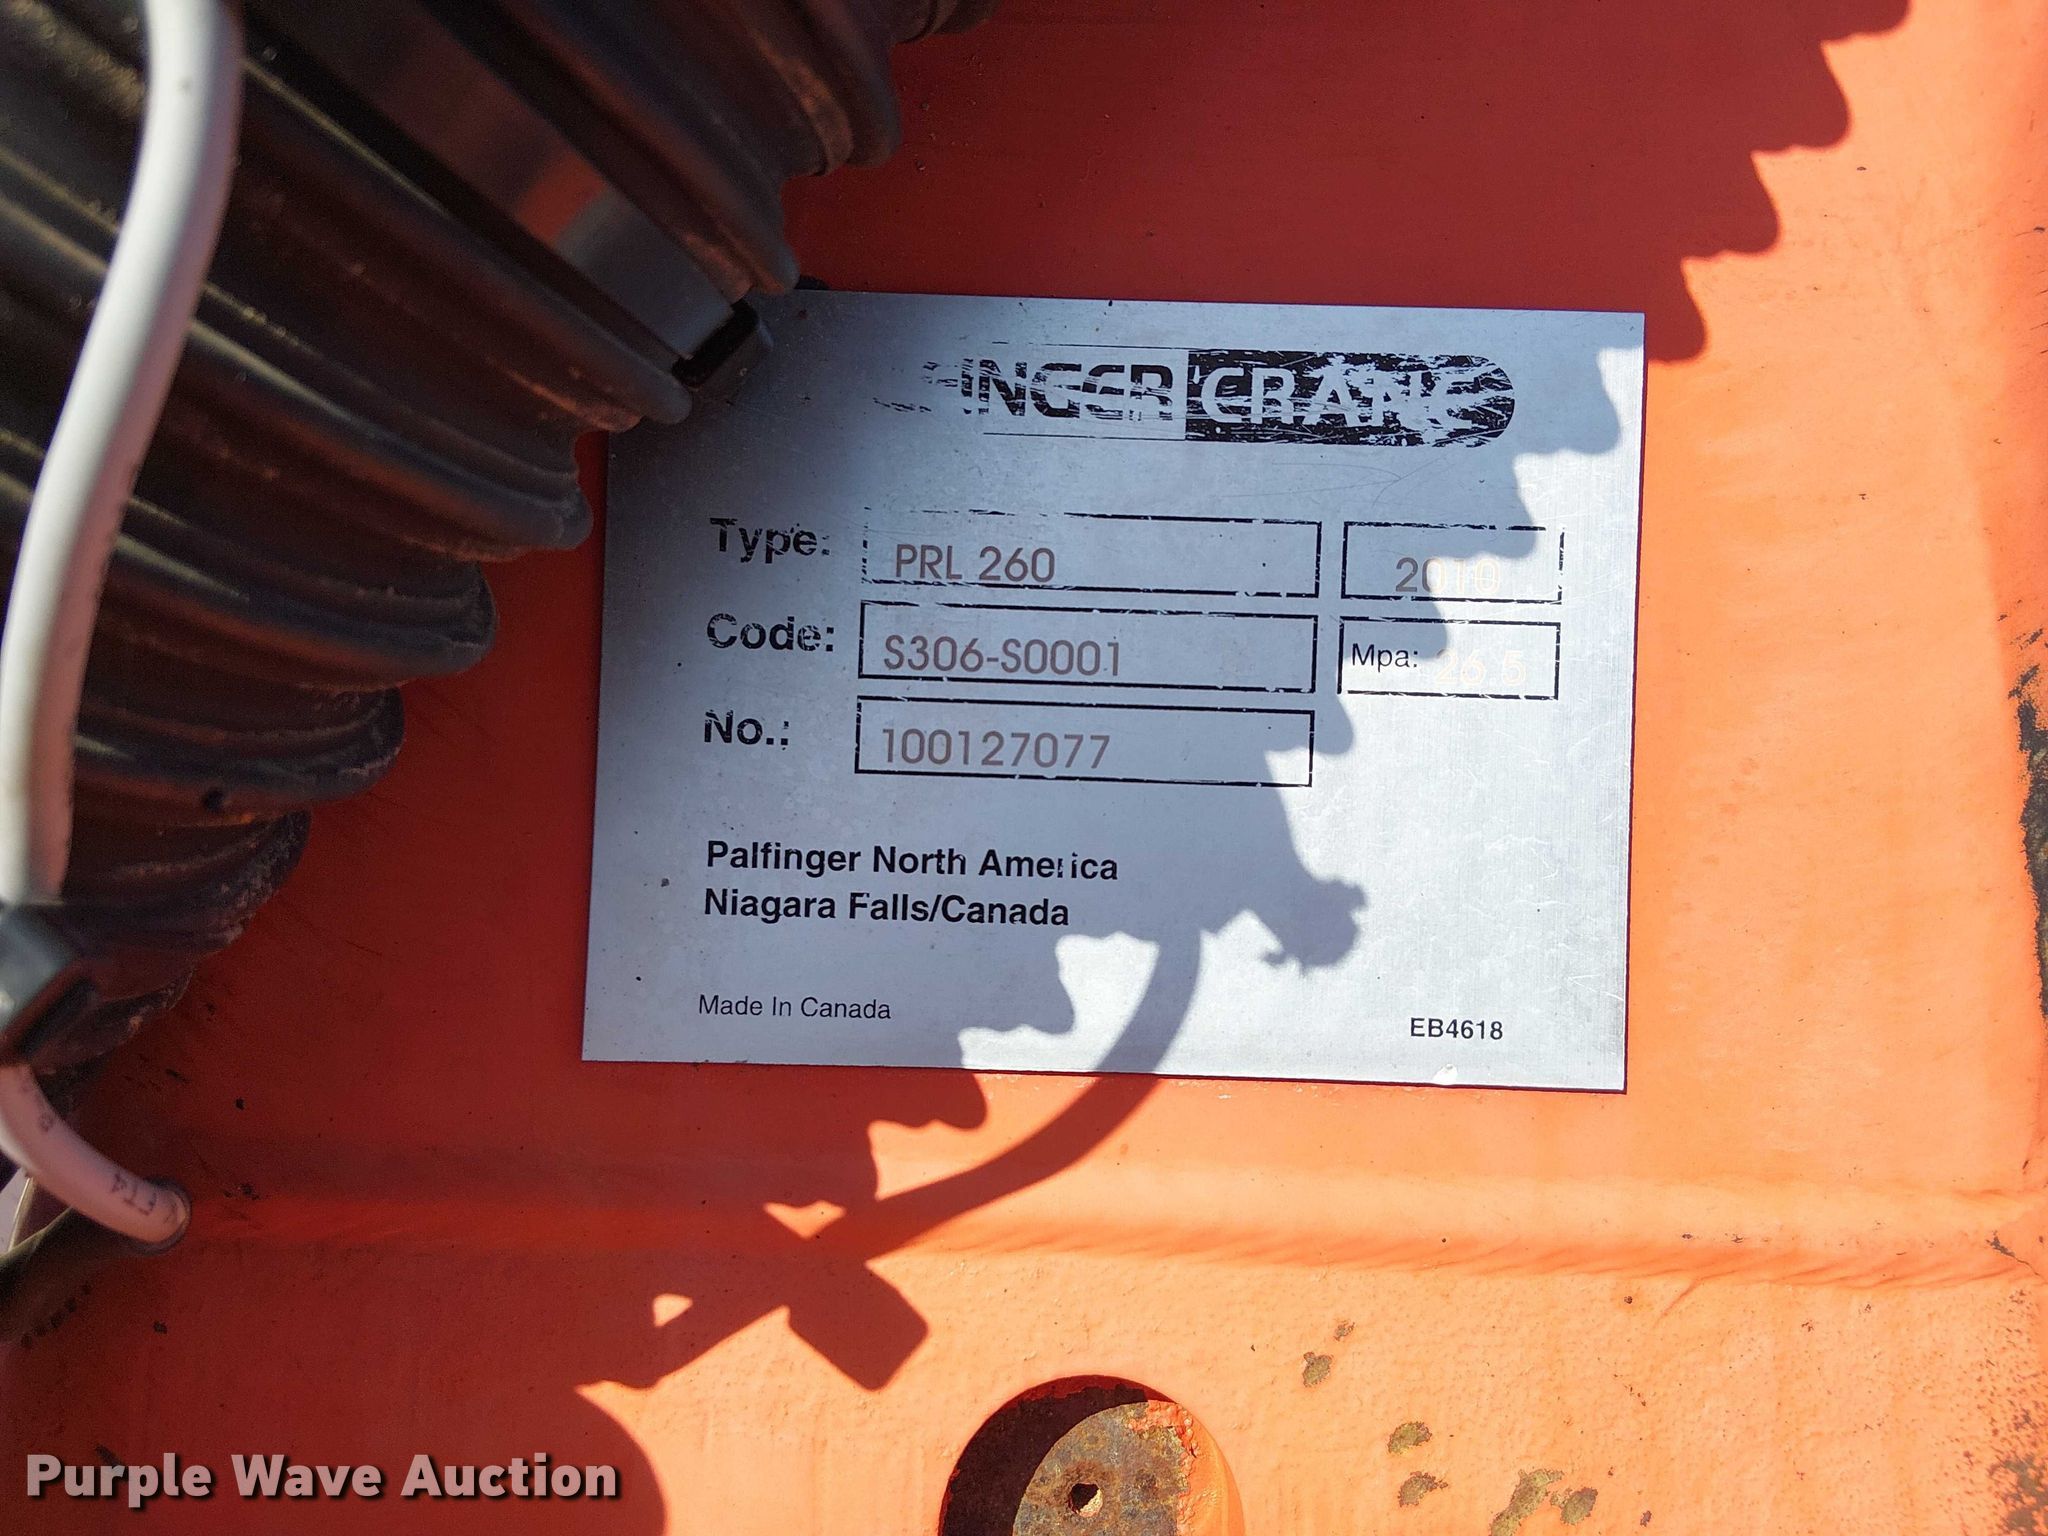 INGER CRANE
Type: PRL 260 2010
Code: S306-S0001 Mpa: 26 5
No.: 100127077
Palfinger North America
Niagara Falls/Canada
Made In Canada EB4618
FT4
Purple Wave Auction